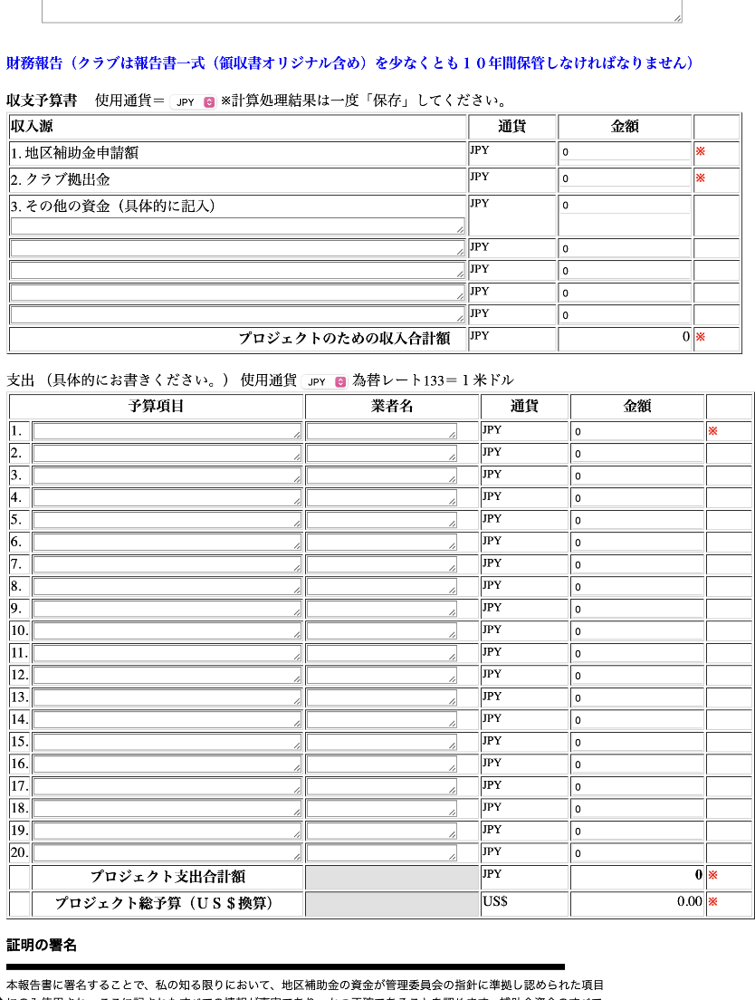 財務報告（クラブは報告書一式（領収書オリジナル含め）を少なくとも１０年間保管しなければなりません）
収支予算書 使用通貨＝ JPY ※計算処理結果は一度「保存」してください。
収入源 通貨 金額
1. 地区補助金申請額 JPY 0 ※
2. クラブ拠出金 JPY 0 ※
3. その他の資金（具体的に記入） JPY 0
JPY 0
JPY 0
JPY 0
JPY 0
プロジェクトのための収入合計額 JPY 0 ※
支出 （具体的にお書きください。） 使用通貨 JPY 為替レート133＝１米ドル
予算項目 業者名 通貨 金額
1. JPY 0 ※
2. JPY 0
3. JPY 0
4. JPY 0
5. JPY 0
6. JPY 0
7. JPY 0
8. JPY 0
9. JPY 0
10. JPY 0
11. JPY 0
12. JPY 0
13. JPY 0
14. JPY 0
15. JPY 0
16. JPY 0
17. JPY 0
18. JPY 0
19. JPY 0
20. JPY 0
プロジェクト支出合計額 JPY 0 ※
プロジェクト総予算（ＵＳ＄換算） US$ 0.00 ※
証明の署名
本報告書に署名することで、私の知る限りにおいて、地区補助金の資金が管理委員会の指針に準拠し認められた項目